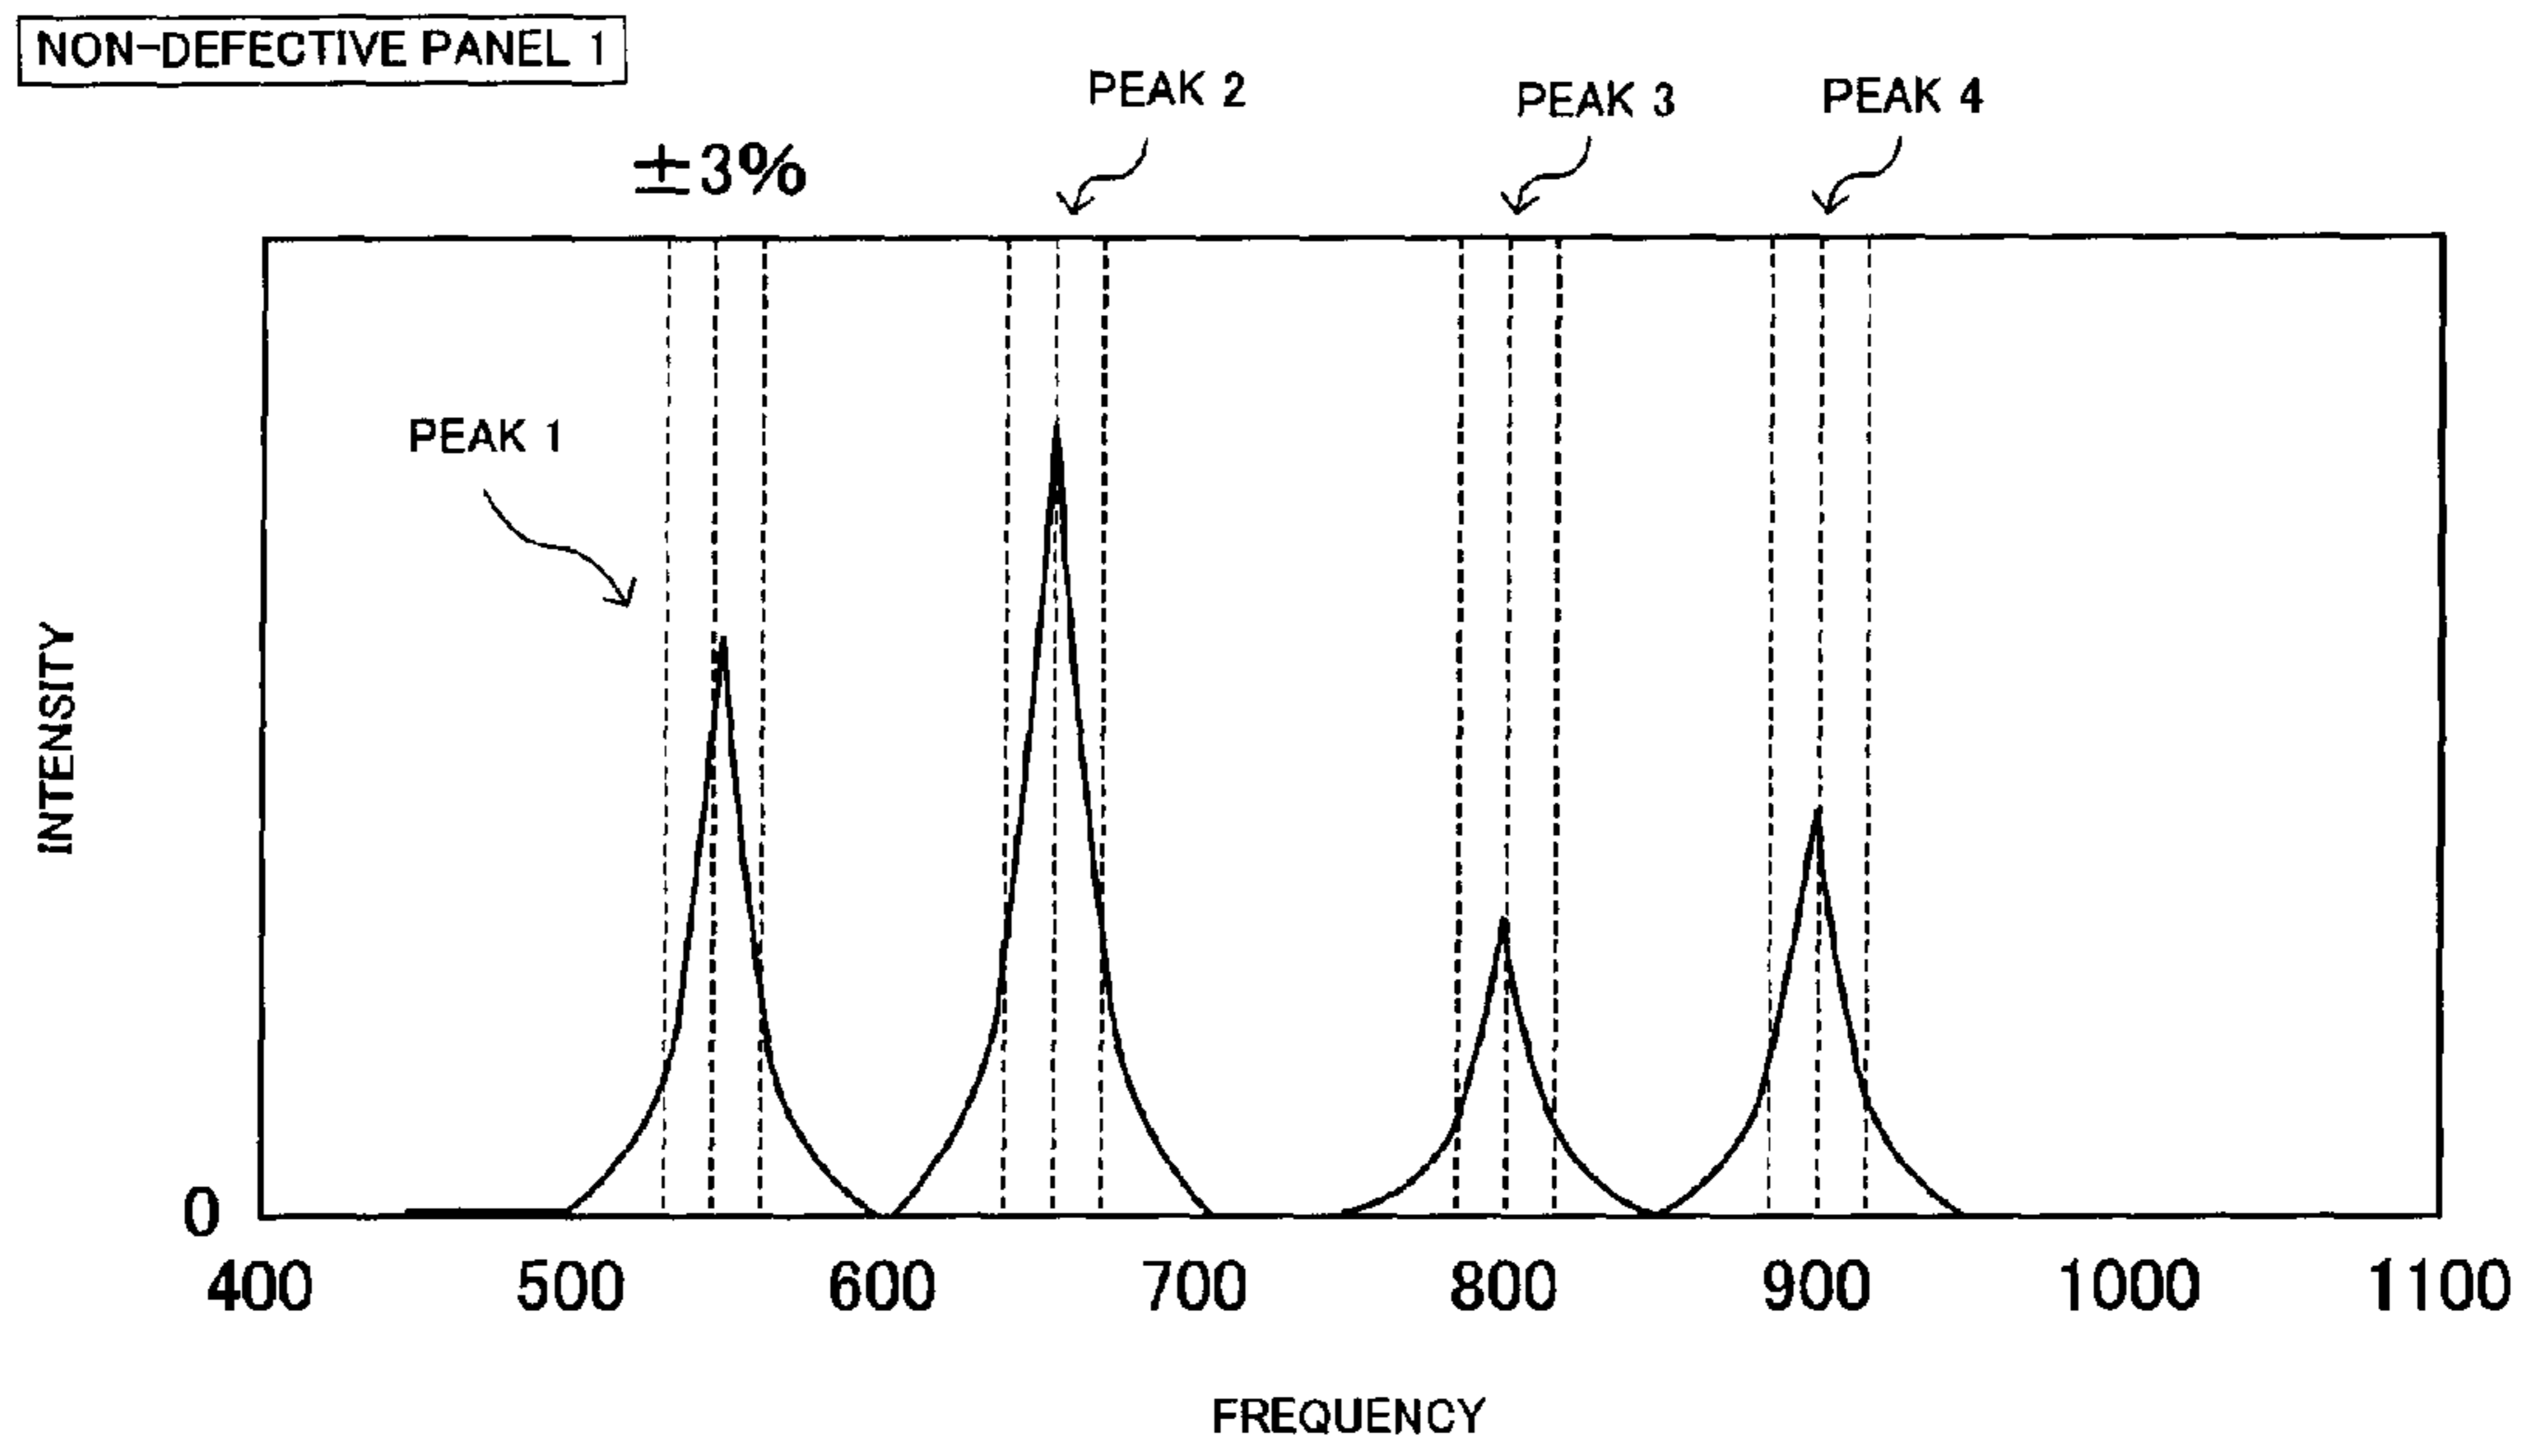 NON-DEFECTIVE PANEL 1
PEAK 2
PEAK 3
PEAK 4
±3%
PEAK 1
INTENSITY
0
400 500 600 700 800 900 1000 1100
FREQUENCY